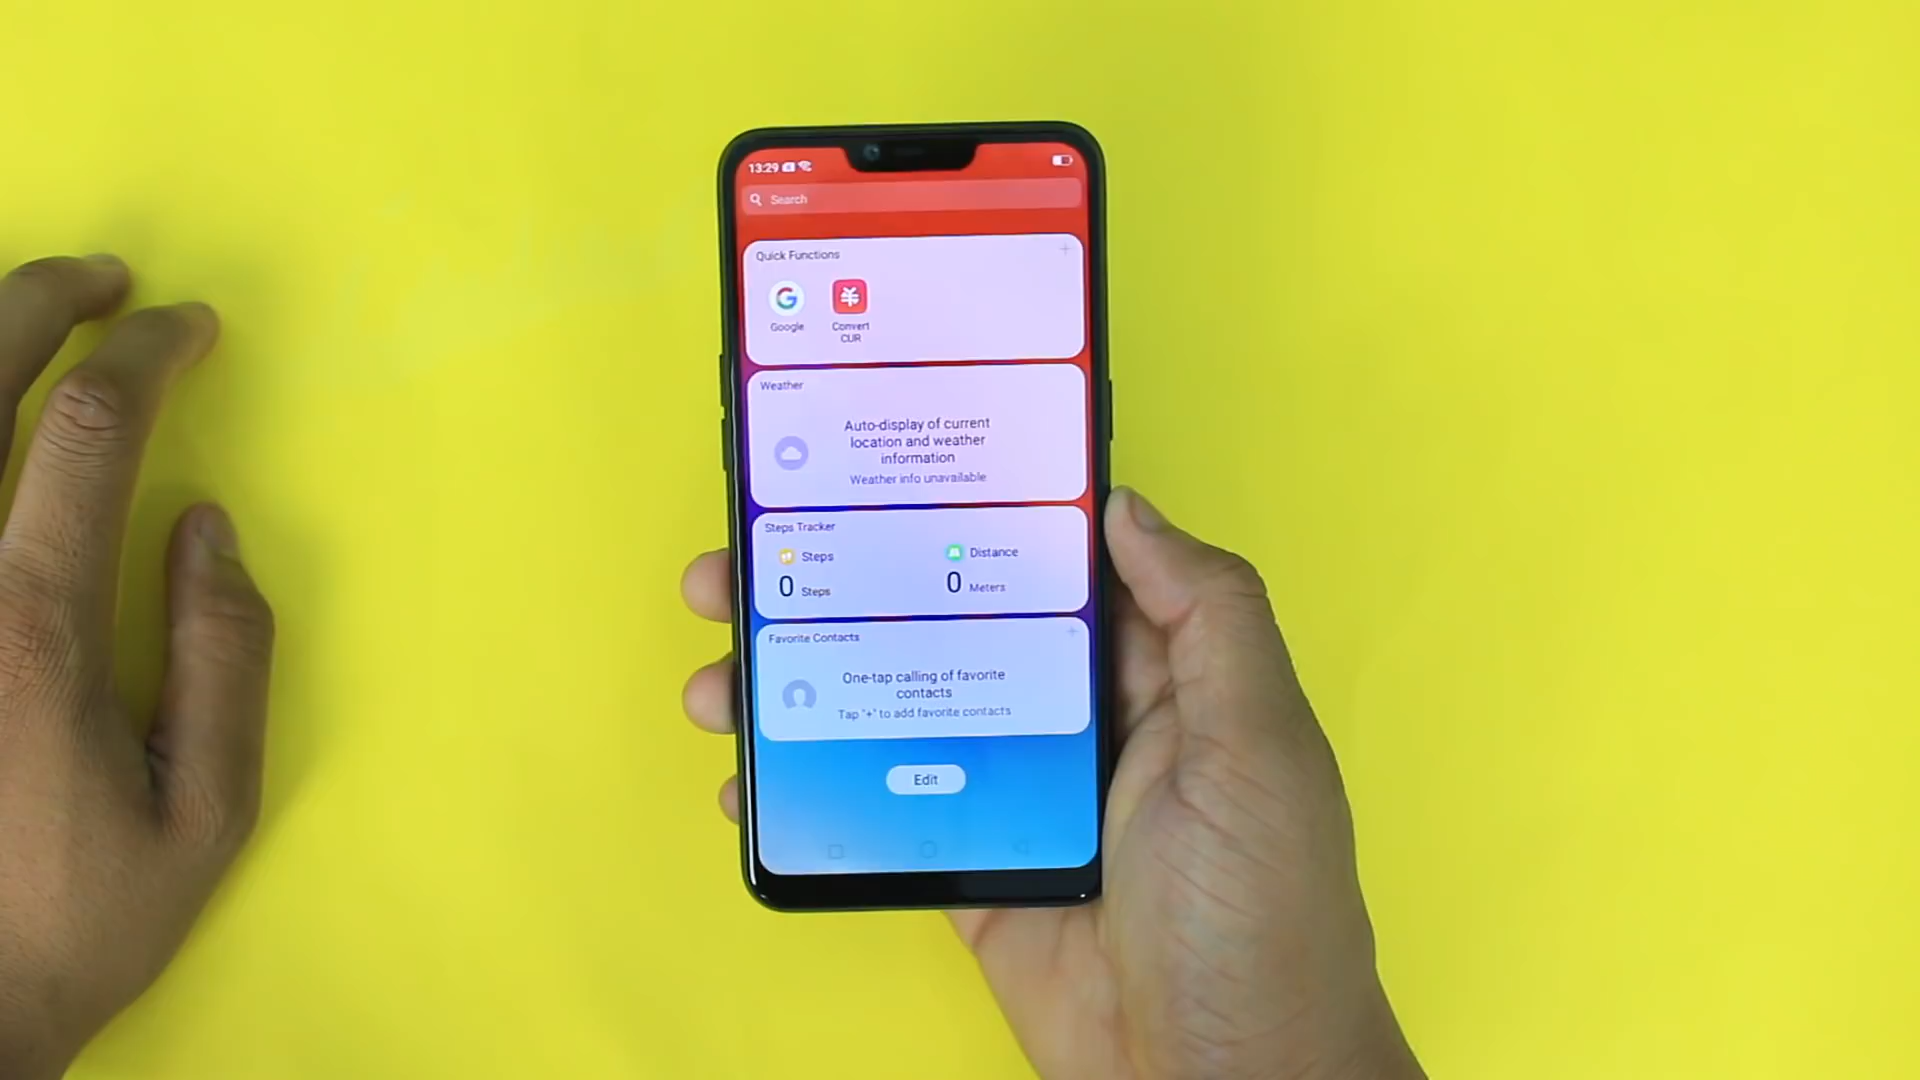 13:29
Search
Quick Functions
Google
Convert
CUR
Weather
Auto-display of current
location and weather
information
Weather info unavailable
Steps Tracker
Steps
Distance
0 Steps
0 Meters
Favorite Contacts
One-tap calling of favorite
contacts
Tap "+" to add favorite contacts
Edit